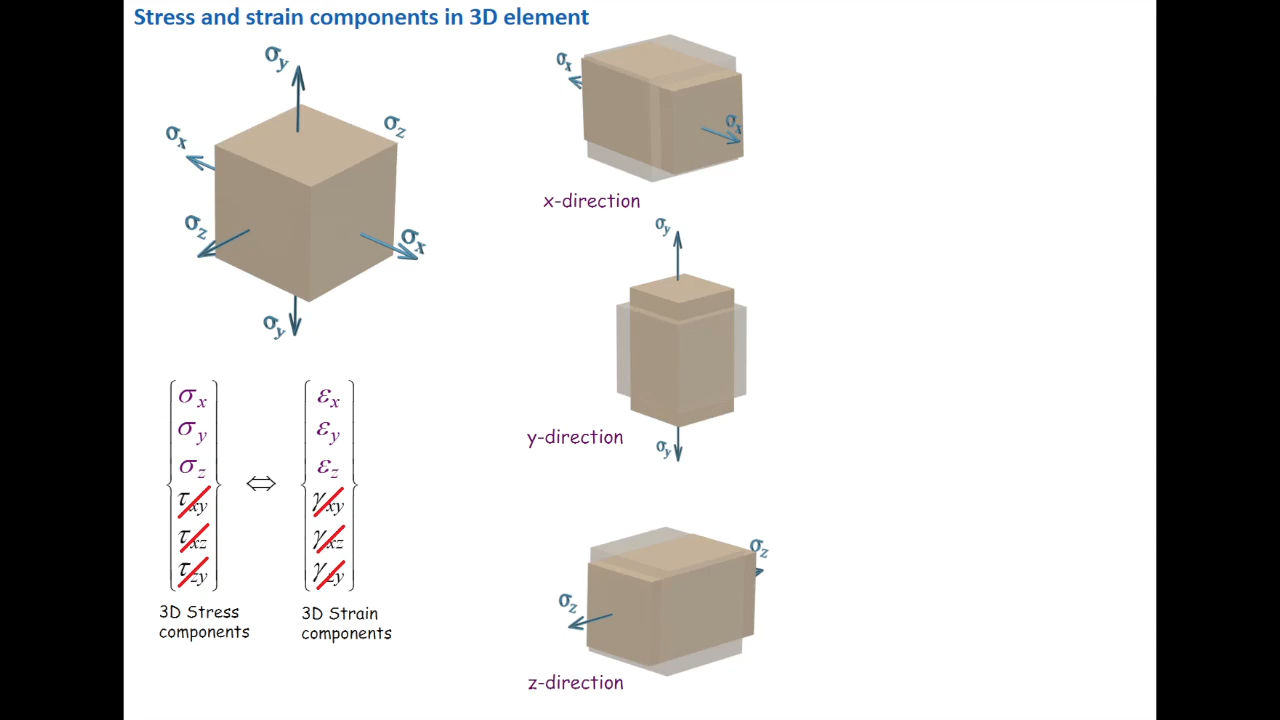 Stress and strain components in 3D element
σy
σx
σz
σz
σx
σy
σx
σx
x-direction
σy
y-direction
σy
σz
σz
z-direction
σx
σy
σz
τxy
τxz
τzy
⇔
εx
εy
εz
γxy
γxz
γzy
3D Stress
components
3D Strain
components